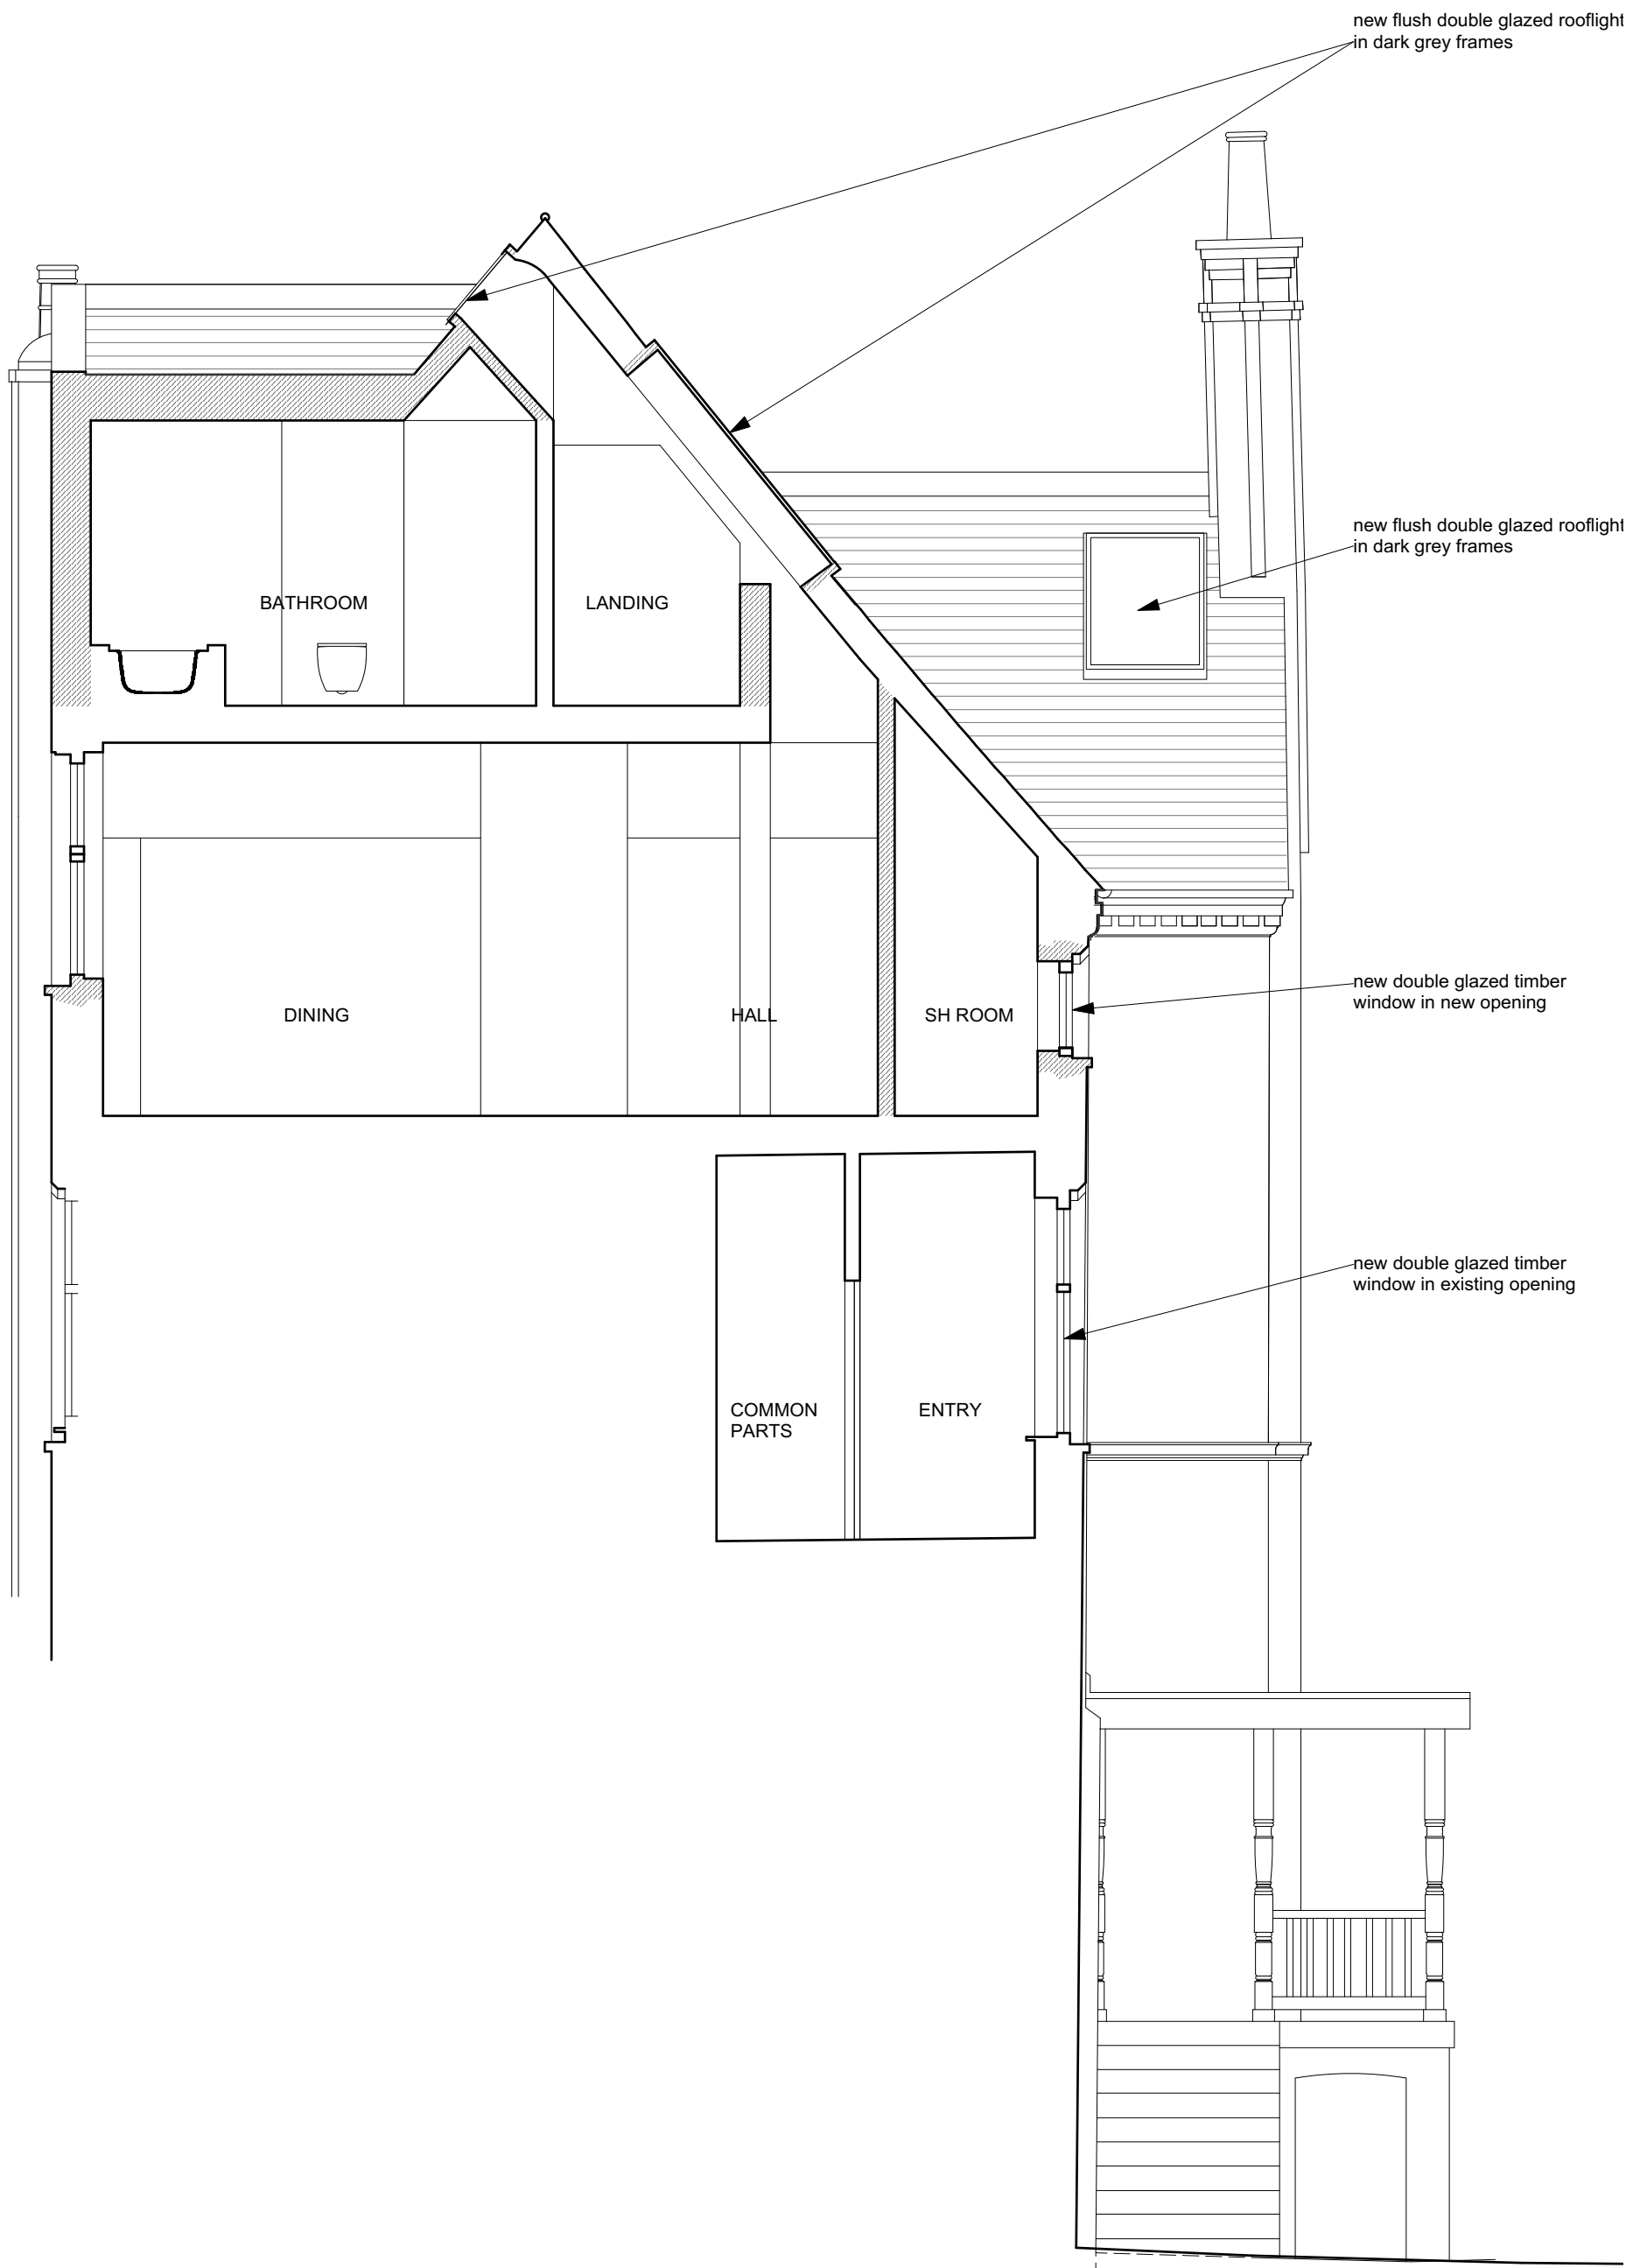 new flush double glazed rooflight
in dark grey frames
new flush double glazed rooflight
in dark grey frames
BATHROOM
LANDING
new double glazed timber
window in new opening
DINING
HALL
SH ROOM
new double glazed timber
window in existing opening
COMMON
PARTS
ENTRY